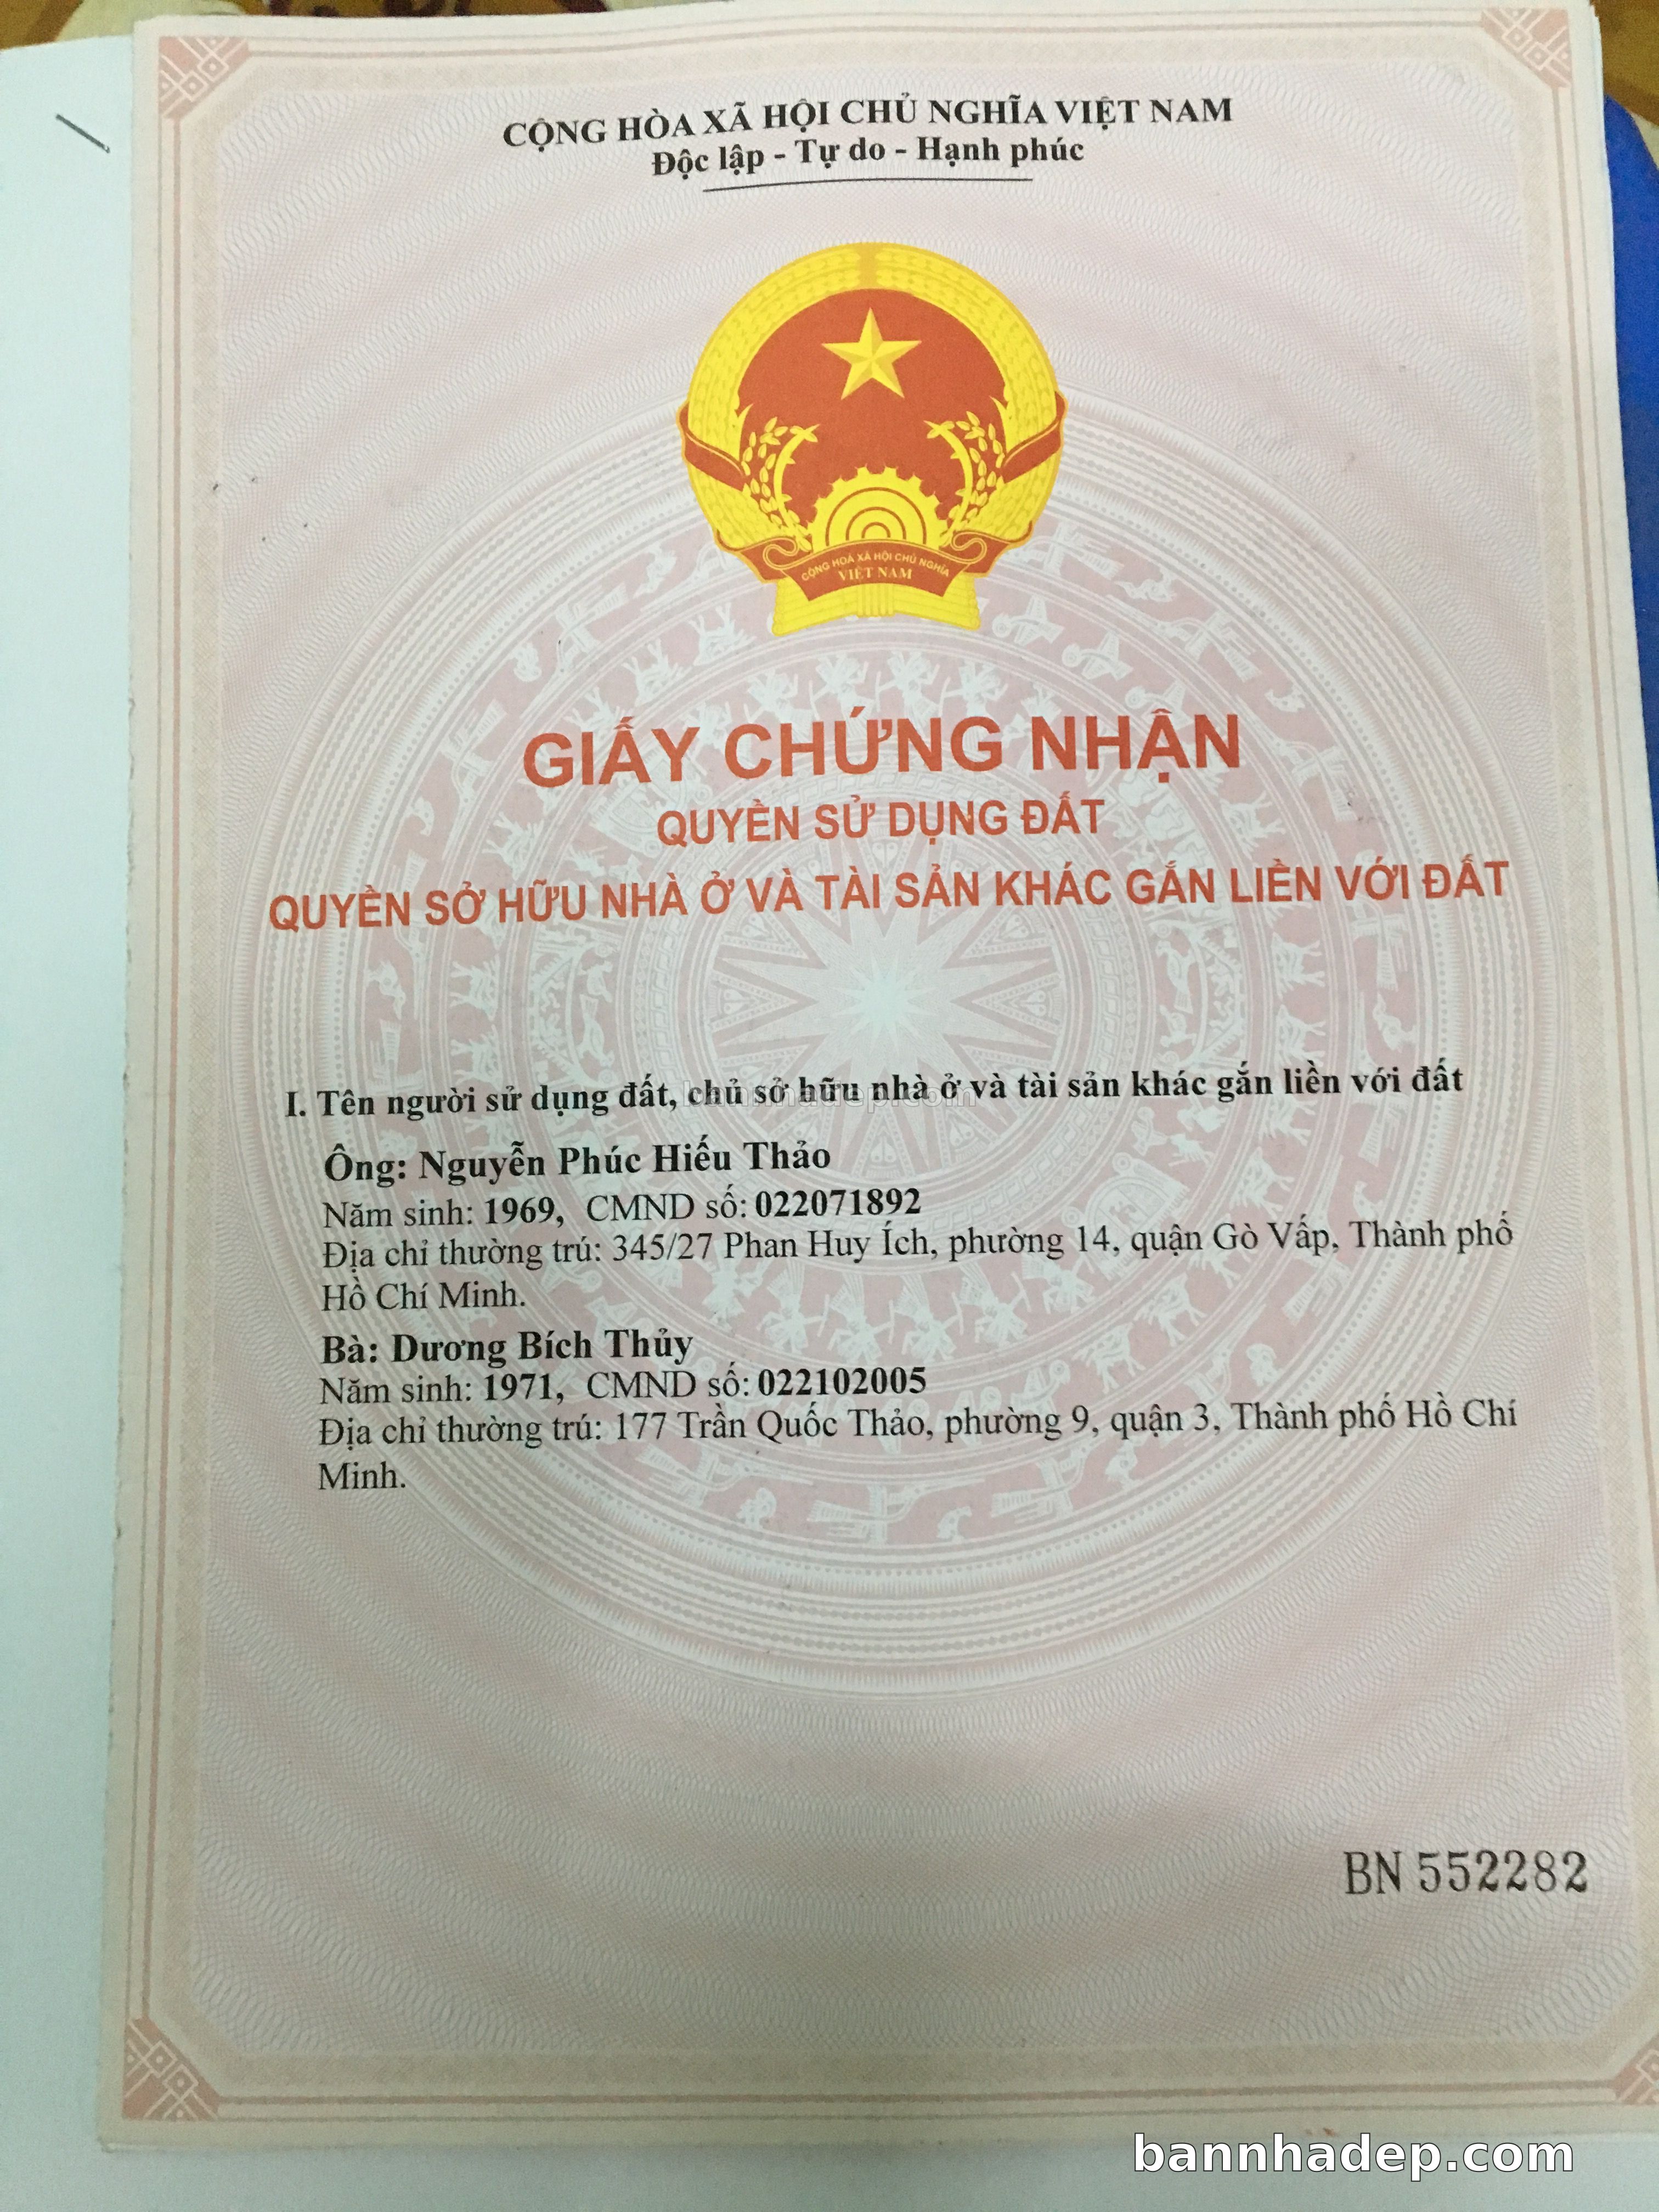 CỘNG HÒA XÃ HỘI CHỦ NGHĨA VIỆT NAM
Độc lập - Tự do - Hạnh phúc
CỘNG HOÀ XÃ HỘI CHỦ NGHĨA
VIỆT NAM
GIẤY CHỨNG NHẬN
QUYỀN SỬ DỤNG ĐẤT
QUYỀN SỞ HỮU NHÀ Ở VÀ TÀI SẢN KHÁC GẮN LIỀN VỚI ĐẤT
I. Tên người sử dụng đất, chủ sở hữu nhà ở và tài sản khác gắn liền với đất
bannhadep.com
Ông: Nguyễn Phúc Hiếu Thảo
Năm sinh: 1969, CMND số: 022071892
Địa chỉ thường trú: 345/27 Phan Huy Ích, phường 14, quận Gò Vấp, Thành phố
Hồ Chí Minh.
Bà: Dương Bích Thủy
Năm sinh: 1971, CMND số: 022102005
Địa chỉ thường trú: 177 Trần Quốc Thảo, phường 9, quận 3, Thành phố Hồ Chí
Minh.
BN 552282
bannhadep.com